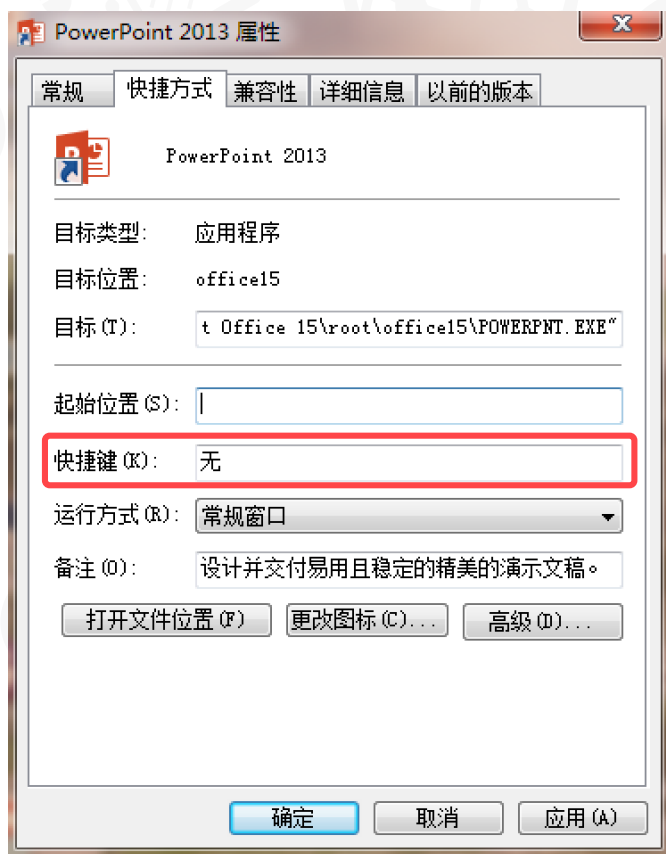 PowerPoint 2013 属性
常规 快捷方式 兼容性 详细信息 以前的版本
PowerPoint 2013
目标类型: 应用程序
目标位置: office15
目标(T): t Office 15\root\office15\POWERPNT.EXE"
起始位置(S):
快捷键(K): 无
运行方式(R): 常规窗口
备注(O): 设计并交付易用且稳定的精美的演示文稿。
打开文件位置(F) 更改图标(C)... 高级(D)...
确定 取消 应用(A)